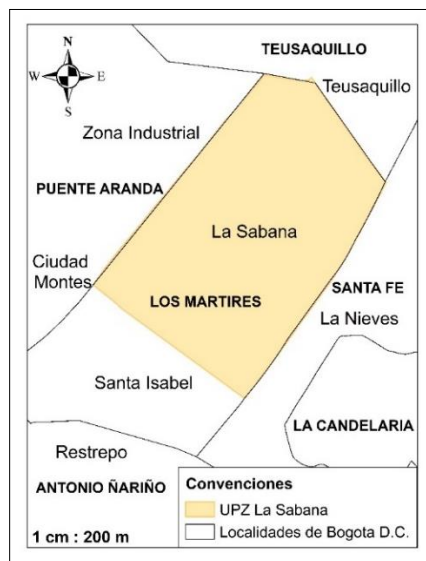 TEUSAQUILLO
N
W E
S
Teusaquillo
Zona Industrial
PUENTE ARANDA
La Sabana
Ciudad
Montes
LOS MARTIRES
SANTA FE
La Nieves
Santa Isabel
LA CANDELARIA
Restrepo
ANTONIO ÑARIÑO
Convenciones
UPZ La Sabana
Localidades de Bogota D.C.
1 cm : 200 m